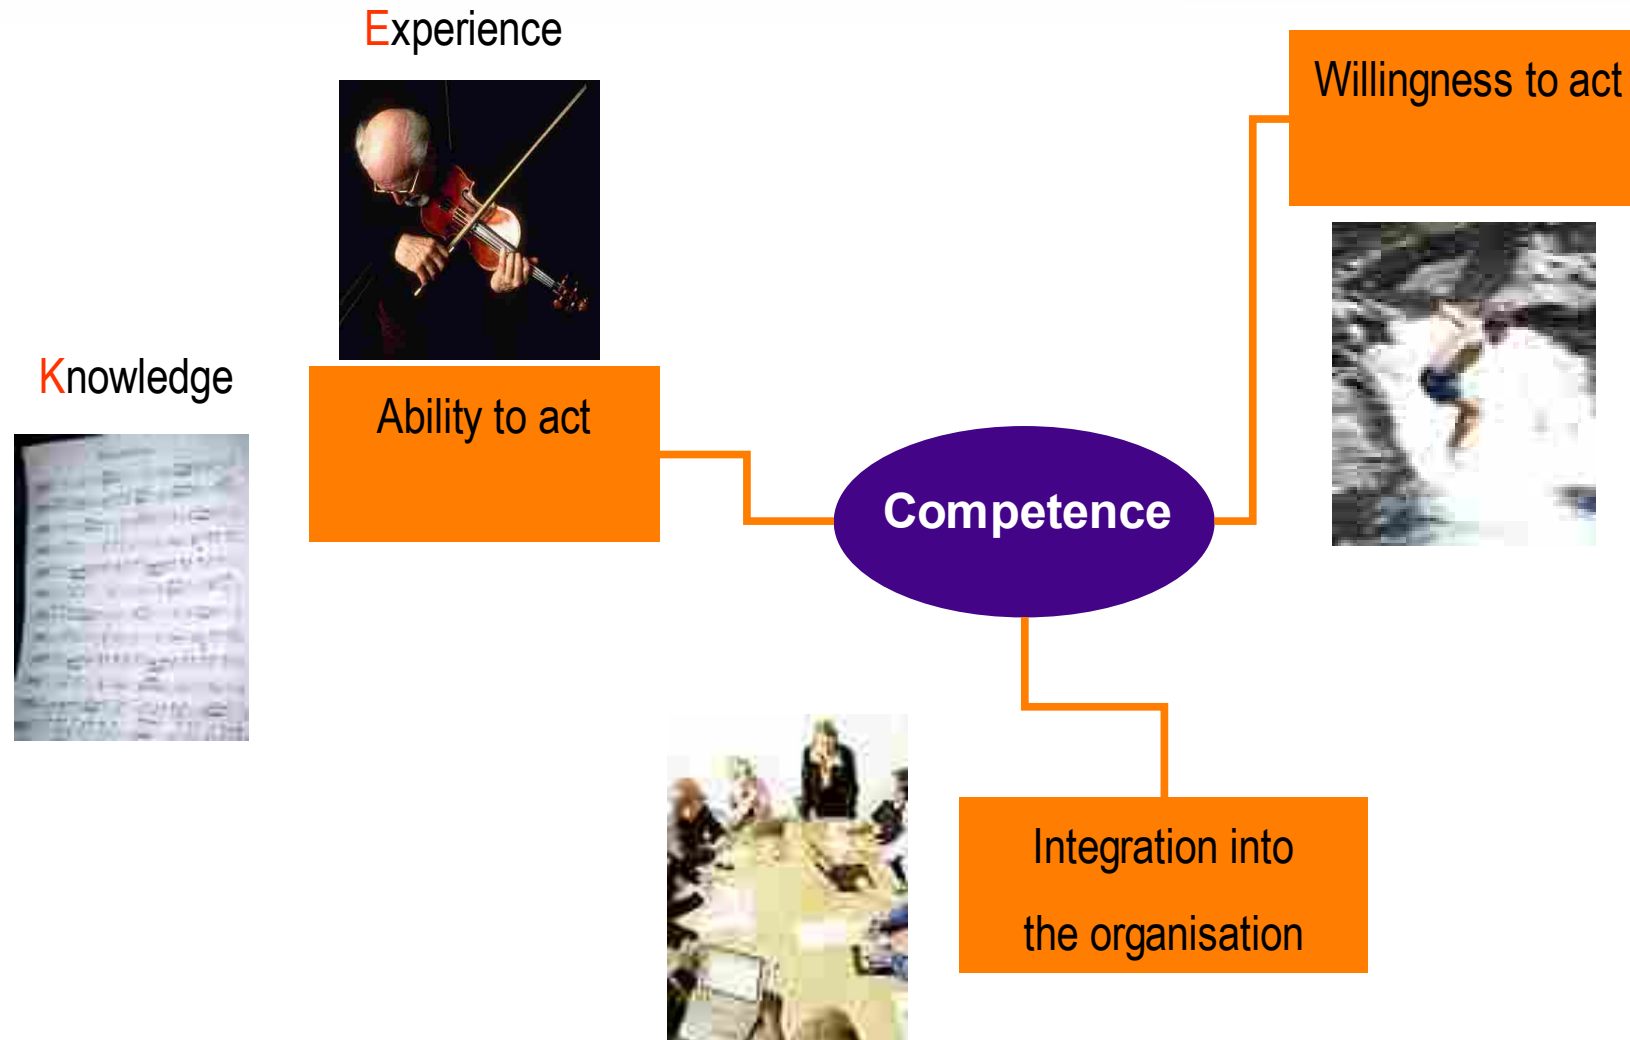 Experience
Willingness to act
Knowledge
Ability to act
Competence
Integration into
the organisation